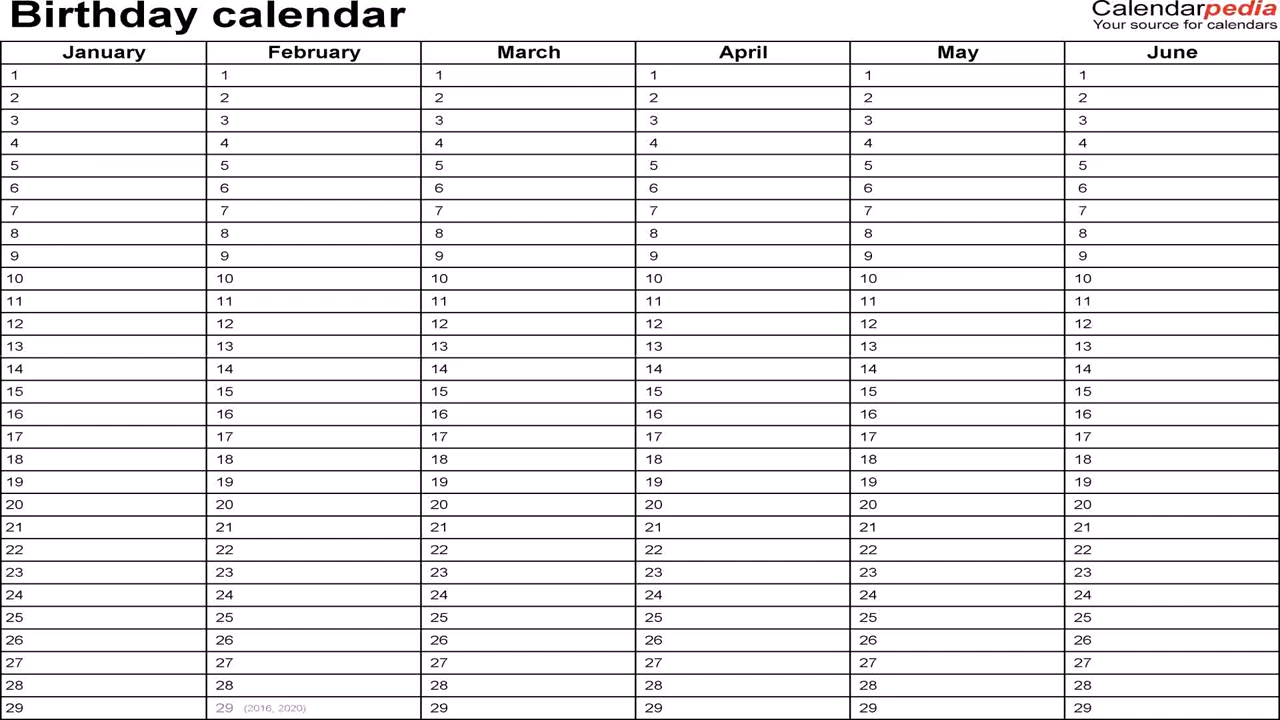 Birthday calendar
Calendarpedia
Your source for calendars
January February March April May June
1 1 1 1 1 1
2 2 2 2 2 2
3 3 3 3 3 3
4 4 4 4 4 4
5 5 5 5 5 5
6 6 6 6 6 6
7 7 7 7 7 7
8 8 8 8 8 8
9 9 9 9 9 9
10 10 10 10 10 10
11 11 11 11 11 11
12 12 12 12 12 12
13 13 13 13 13 13
14 14 14 14 14 14
15 15 15 15 15 15
16 16 16 16 16 16
17 17 17 17 17 17
18 18 18 18 18 18
19 19 19 19 19 19
20 20 20 20 20 20
21 21 21 21 21 21
22 22 22 22 22 22
23 23 23 23 23 23
24 24 24 24 24 24
25 25 25 25 25 25
26 26 26 26 26 26
27 27 27 27 27 27
28 28 28 28 28 28
29 29 (2016, 2020) 29 29 29 29